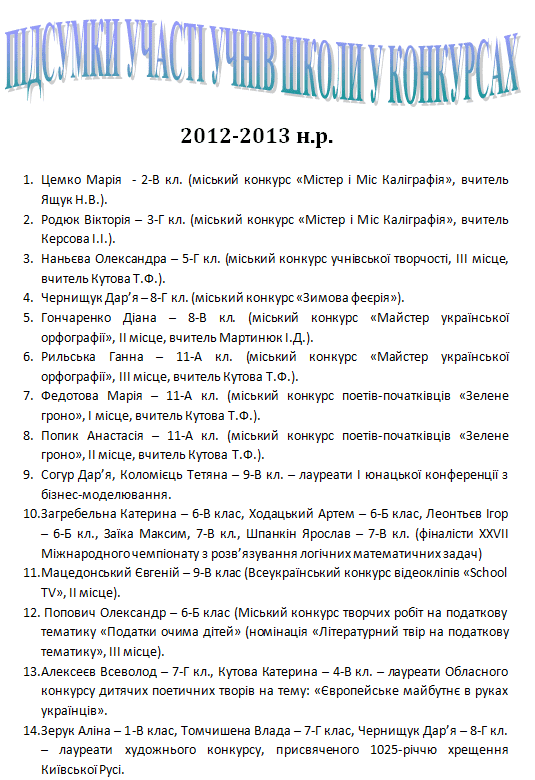 ПІДСУМКИ УЧАСТІ УЧНІВ ШКОЛИ У КОНКУРСАХ
2012-2013 н.р.
1. Цемко Марія - 2-В кл. (міський конкурс «Містер і Міс Каліграфія», вчитель
Ящук Н.В.).
2. Родюк Вікторія – 3-Г кл. (міський конкурс «Містер і Міс Каліграфія», вчитель
Керсова І.І.).
3. Наньєва Олександра – 5-Г кл. (міський конкурс учнівської творчості, ІІІ місце,
вчитель Кутова Т.Ф.).
4. Чернищук Дар’я – 8-Г кл. (міський конкурс «Зимова феєрія»).
5. Гончаренко Діана – 8-В кл. (міський конкурс «Майстер української
орфографії», ІІ місце, вчитель Мартинюк І.Д.).
6. Рильська Ганна – 11-А кл. (міський конкурс «Майстер української
орфографії», ІІІ місце, вчитель Кутова Т.Ф.).
7. Федотова Марія – 11-А кл. (міський конкурс поетів-початківців «Зелене
гроно», І місце, вчитель Кутова Т.Ф.).
8. Попик Анастасія – 11-А кл. (міський конкурс поетів-початківців «Зелене
гроно», ІІ місце, вчитель Кутова Т.Ф.).
9. Согур Дар’я, Коломієць Тетяна – 9-В кл. – лауреати І юнацької конференції з
бізнес-моделювання.
10.Загребельна Катерина – 6-В клас, Ходацький Артем – 6-Б клас, Леонтьєв Ігор
– 6-Б кл., Заїка Максим, 7-В кл., Шпанкін Ярослав – 7-В кл. (фіналісти XXVII
Міжнародного чемпіонату з розв’язування логічних математичних задач)
11.Мацедонський Євгеній – 9-В клас (Всеукраїнський конкурс відеокліпів «School
TV», ІІ місце).
12. Попович Олександр – 6-Б клас (Міський конкурс творчих робіт на податкову
тематику «Податки очима дітей» (номінація «Літературний твір на податкову
тематику», ІІІ місце).
13.Алексеєв Всеволод – 7-Г кл., Кутова Катерина – 4-В кл. – лауреати Обласного
конкурсу дитячих поетичних творів на тему: «Європейське майбутнє в руках
українців».
14.Зерук Аліна – 1-В клас, Томчишена Влада – 7-Г клас, Чернищук Дар’я – 8-Г кл.
– лауреати художнього конкурсу, присвяченого 1025-річчю хрещення
Київської Русі.